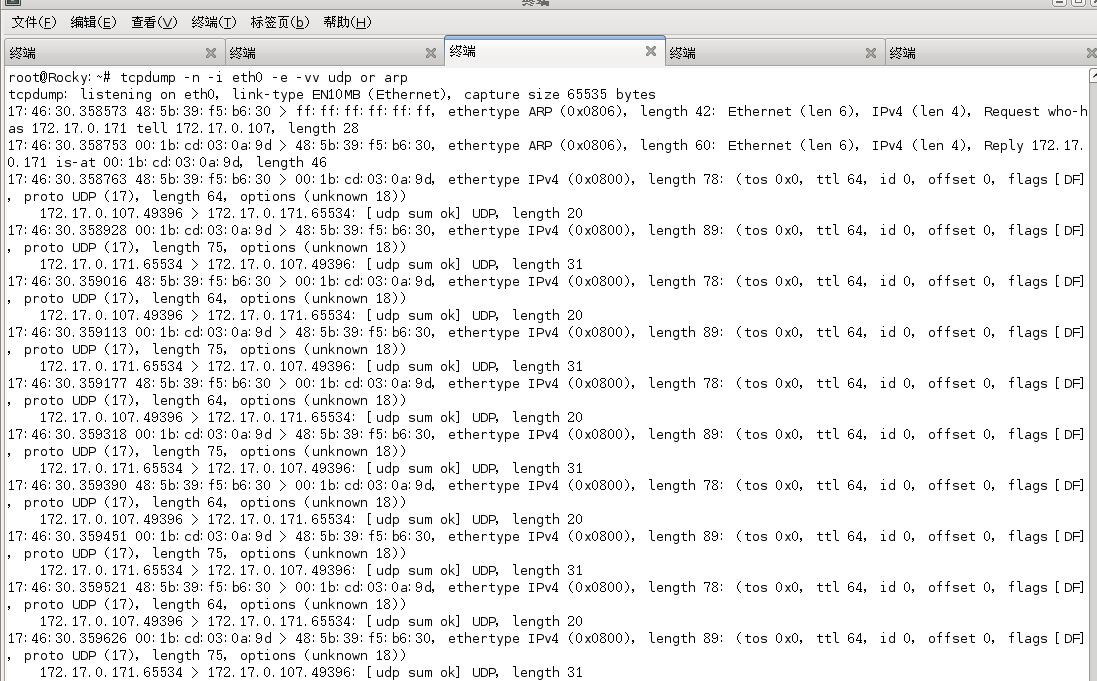 终端
文件(F) 编辑(E) 查看(V) 终端(T) 标签页(b) 帮助(H)
终端 终端 终端 终端 终端
root@Rocky:~# tcpdump -n -i eth0 -e -vv udp or arp
tcpdump: listening on eth0, link-type EN10MB (Ethernet), capture size 65535 bytes
17:46:30.358573 48:5b:39:f5:b6:30 > ff:ff:ff:ff:ff:ff, ethertype ARP (0x0806), length 42: Ethernet (len 6), IPv4 (len 4), Request who-h
as 172.17.0.171 tell 172.17.0.107, length 28
17:46:30.358753 00:1b:cd:03:0a:9d > 48:5b:39:f5:b6:30, ethertype ARP (0x0806), length 60: Ethernet (len 6), IPv4 (len 4), Reply 172.17.
0.171 is-at 00:1b:cd:03:0a:9d, length 46
17:46:30.358763 48:5b:39:f5:b6:30 > 00:1b:cd:03:0a:9d, ethertype IPv4 (0x0800), length 78: (tos 0x0, ttl 64, id 0, offset 0, flags [DF]
, proto UDP (17), length 64, options (unknown 18))
172.17.0.107.49396 > 172.17.0.171.65534: [udp sum ok] UDP, length 20
17:46:30.358928 00:1b:cd:03:0a:9d > 48:5b:39:f5:b6:30, ethertype IPv4 (0x0800), length 89: (tos 0x0, ttl 64, id 0, offset 0, flags [DF]
, proto UDP (17), length 75, options (unknown 18))
172.17.0.171.65534 > 172.17.0.107.49396: [udp sum ok] UDP, length 31
17:46:30.359016 48:5b:39:f5:b6:30 > 00:1b:cd:03:0a:9d, ethertype IPv4 (0x0800), length 78: (tos 0x0, ttl 64, id 0, offset 0, flags [DF]
, proto UDP (17), length 64, options (unknown 18))
172.17.0.107.49396 > 172.17.0.171.65534: [udp sum ok] UDP, length 20
17:46:30.359113 00:1b:cd:03:0a:9d > 48:5b:39:f5:b6:30, ethertype IPv4 (0x0800), length 89: (tos 0x0, ttl 64, id 0, offset 0, flags [DF]
, proto UDP (17), length 75, options (unknown 18))
172.17.0.171.65534 > 172.17.0.107.49396: [udp sum ok] UDP, length 31
17:46:30.359177 48:5b:39:f5:b6:30 > 00:1b:cd:03:0a:9d, ethertype IPv4 (0x0800), length 78: (tos 0x0, ttl 64, id 0, offset 0, flags [DF]
, proto UDP (17), length 64, options (unknown 18))
172.17.0.107.49396 > 172.17.0.171.65534: [udp sum ok] UDP, length 20
17:46:30.359318 00:1b:cd:03:0a:9d > 48:5b:39:f5:b6:30, ethertype IPv4 (0x0800), length 89: (tos 0x0, ttl 64, id 0, offset 0, flags [DF]
, proto UDP (17), length 75, options (unknown 18))
172.17.0.171.65534 > 172.17.0.107.49396: [udp sum ok] UDP, length 31
17:46:30.359390 48:5b:39:f5:b6:30 > 00:1b:cd:03:0a:9d, ethertype IPv4 (0x0800), length 78: (tos 0x0, ttl 64, id 0, offset 0, flags [DF]
, proto UDP (17), length 64, options (unknown 18))
172.17.0.107.49396 > 172.17.0.171.65534: [udp sum ok] UDP, length 20
17:46:30.359451 00:1b:cd:03:0a:9d > 48:5b:39:f5:b6:30, ethertype IPv4 (0x0800), length 89: (tos 0x0, ttl 64, id 0, offset 0, flags [DF]
, proto UDP (17), length 75, options (unknown 18))
172.17.0.171.65534 > 172.17.0.107.49396: [udp sum ok] UDP, length 31
17:46:30.359521 48:5b:39:f5:b6:30 > 00:1b:cd:03:0a:9d, ethertype IPv4 (0x0800), length 78: (tos 0x0, ttl 64, id 0, offset 0, flags [DF]
, proto UDP (17), length 64, options (unknown 18))
172.17.0.107.49396 > 172.17.0.171.65534: [udp sum ok] UDP, length 20
17:46:30.359626 00:1b:cd:03:0a:9d > 48:5b:39:f5:b6:30, ethertype IPv4 (0x0800), length 89: (tos 0x0, ttl 64, id 0, offset 0, flags [DF]
, proto UDP (17), length 75, options (unknown 18))
172.17.0.171.65534 > 172.17.0.107.49396: [udp sum ok] UDP, length 31